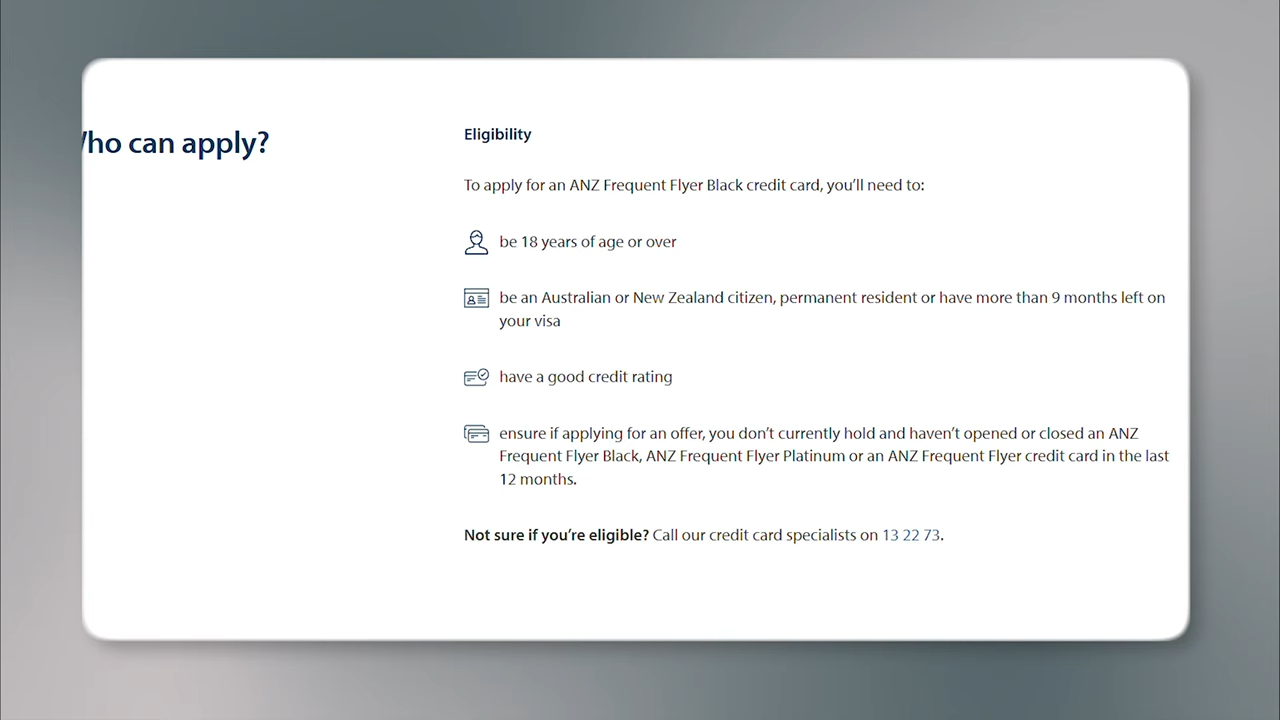 ho can apply?
Eligibility
To apply for an ANZ Frequent Flyer Black credit card, you’ll need to:
be 18 years of age or over
be an Australian or New Zealand citizen, permanent resident or have more than 9 months left on
your visa
have a good credit rating
ensure if applying for an offer, you don’t currently hold and haven’t opened or closed an ANZ
Frequent Flyer Black, ANZ Frequent Flyer Platinum or an ANZ Frequent Flyer credit card in the last
12 months.
Not sure if you’re eligible? Call our credit card specialists on 13 22 73.